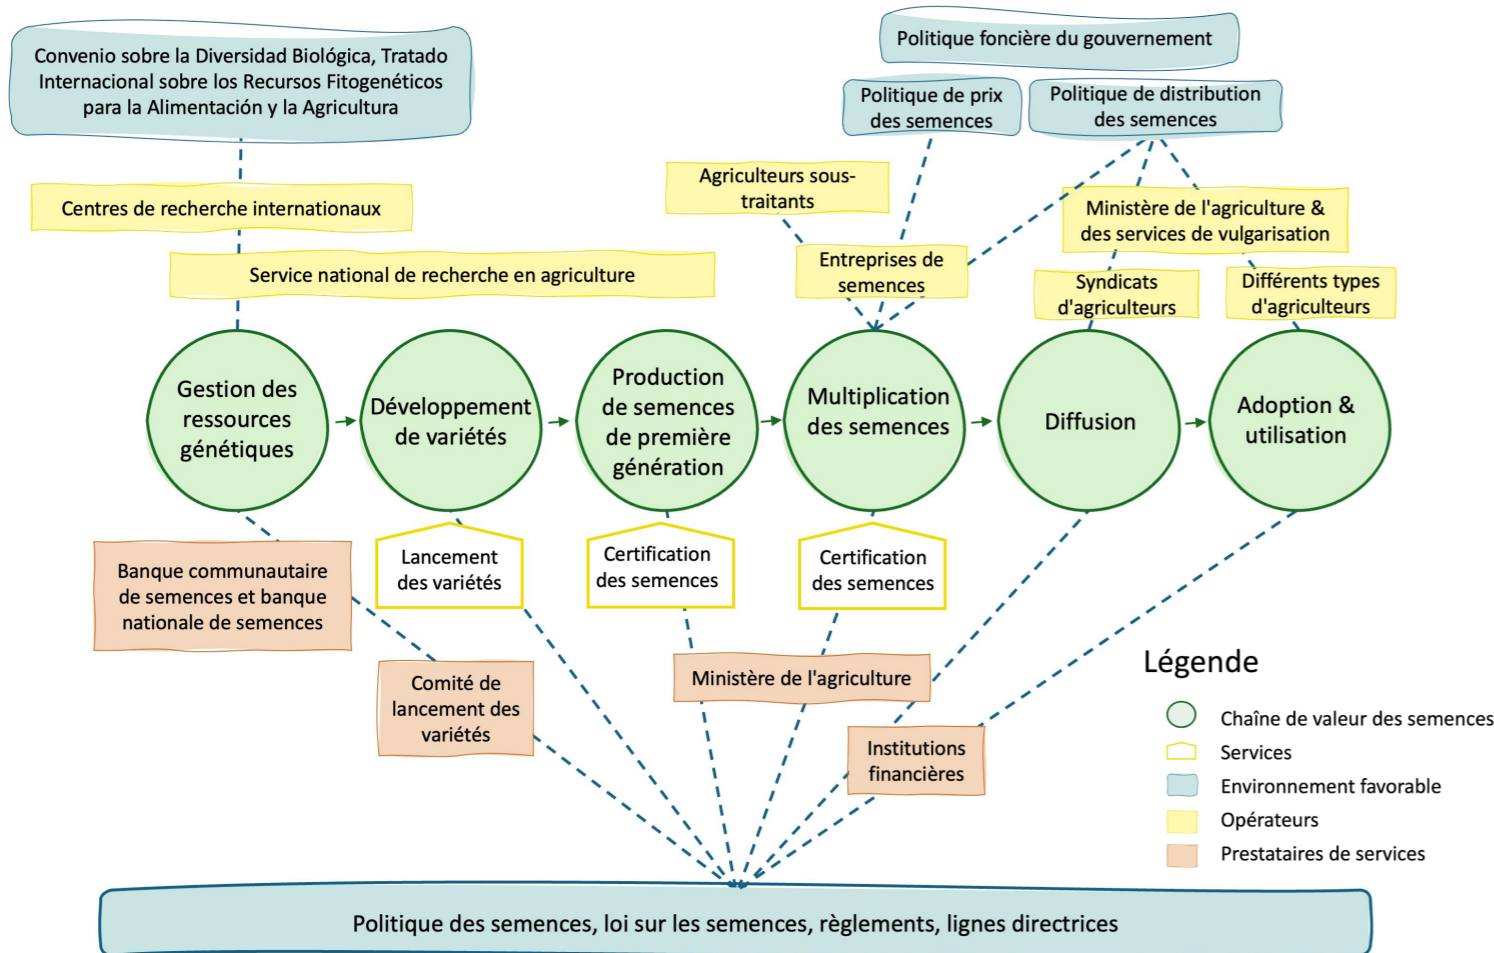 Convenio sobre la Diversidad Biológica, Tratado
Internacional sobre los Recursos Fitogenéticos
para la Alimentación y la Agricultura
Politique foncière du gouvernement
Politique de prix
des semences
Politique de distribution
des semences
Centres de recherche internationaux
Agriculteurs sous-
traitants
Ministère de l'agriculture &
des services de vulgarisation
Service national de recherche en agriculture
Entreprises de
semences
Syndicats
d'agriculteurs
Différents types
d'agriculteurs
Gestion des
ressources
génétiques
Développement
de variétés
Production
de semences
de première
génération
Multiplication
des semences
Diffusion
Adoption &
utilisation
Banque communautaire
de semences et banque
nationale de semences
Lancement
des variétés
Certification
des semences
Certification
des semences
Comité de
lancement des
variétés
Ministère de l'agriculture
Institutions
financières
Légende
Chaîne de valeur des semences
Services
Environnement favorable
Opérateurs
Prestataires de services
Politique des semences, loi sur les semences, règlements, lignes directrices